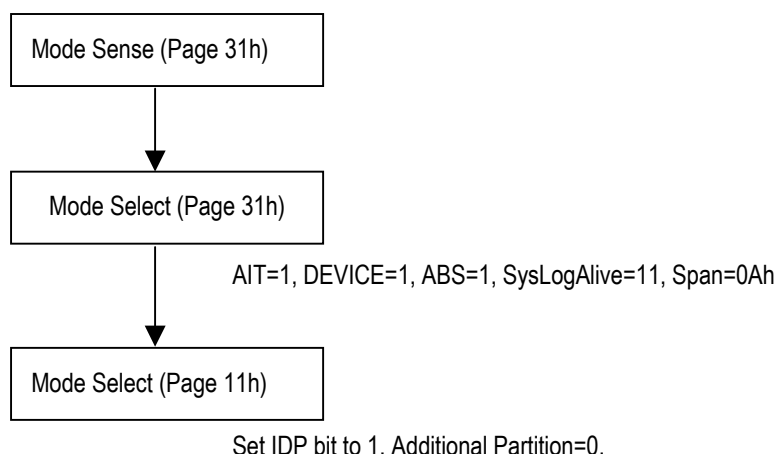 Mode Sense (Page 31h)
Mode Select (Page 31h)
AIT=1, DEVICE=1, ABS=1, SysLogAlive=11, Span=0Ah
Mode Select (Page 11h)
Set IDP bit to 1, Additional Partition=0.